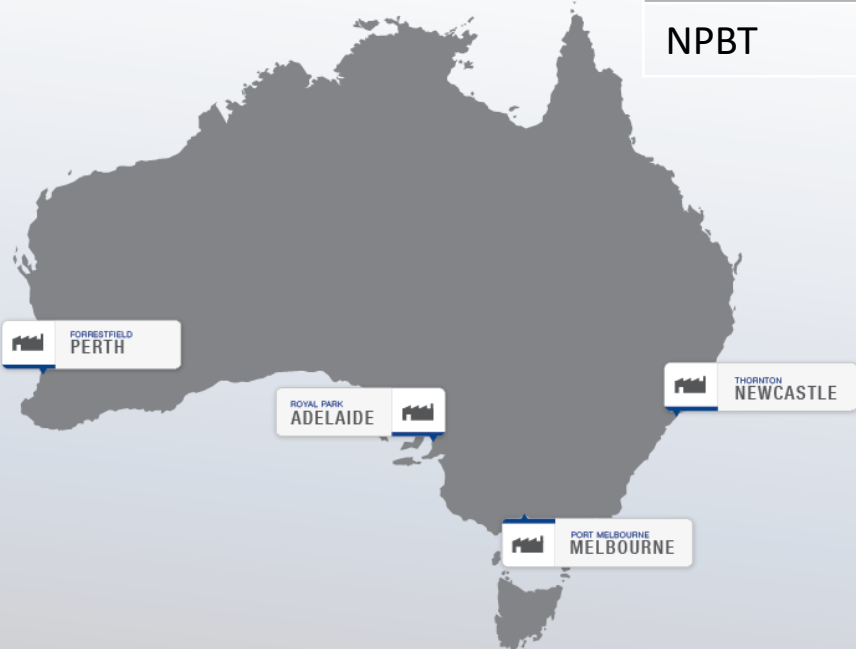 NPBT
FORRESTFIELD
PERTH
ROYAL PARK
ADELAIDE
THORNTON
NEWCASTLE
PORT MELBOURNE
MELBOURNE